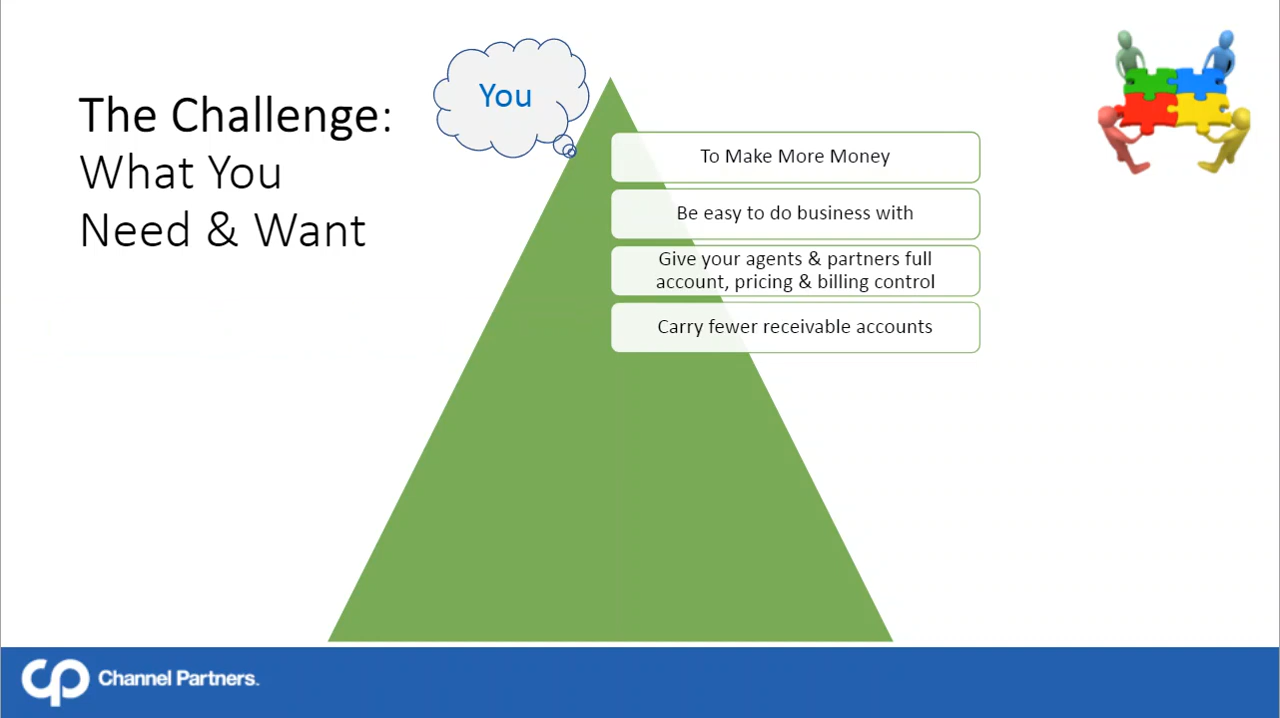 The Challenge:
What You
Need & Want
You
To Make More Money
Be easy to do business with
Give your agents & partners full
account, pricing & billing control
Carry fewer receivable accounts
cp Channel Partners.